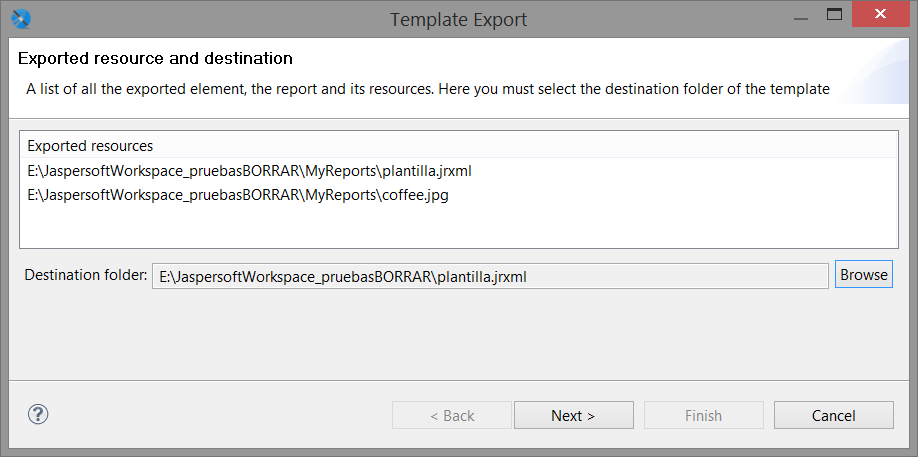 Template Export
Exported resource and destination
A list of all the exported element, the report and its resources. Here you must select the destination folder of the template
Exported resources
E:\JaspersoftWorkspace_pruebasBORRAR\MyReports\plantilla.jrxml
E:\JaspersoftWorkspace_pruebasBORRAR\MyReports\coffee.jpg
Destination folder: E:\JaspersoftWorkspace_pruebasBORRAR\plantilla.jrxml Browse
? < Back Next > Finish Cancel